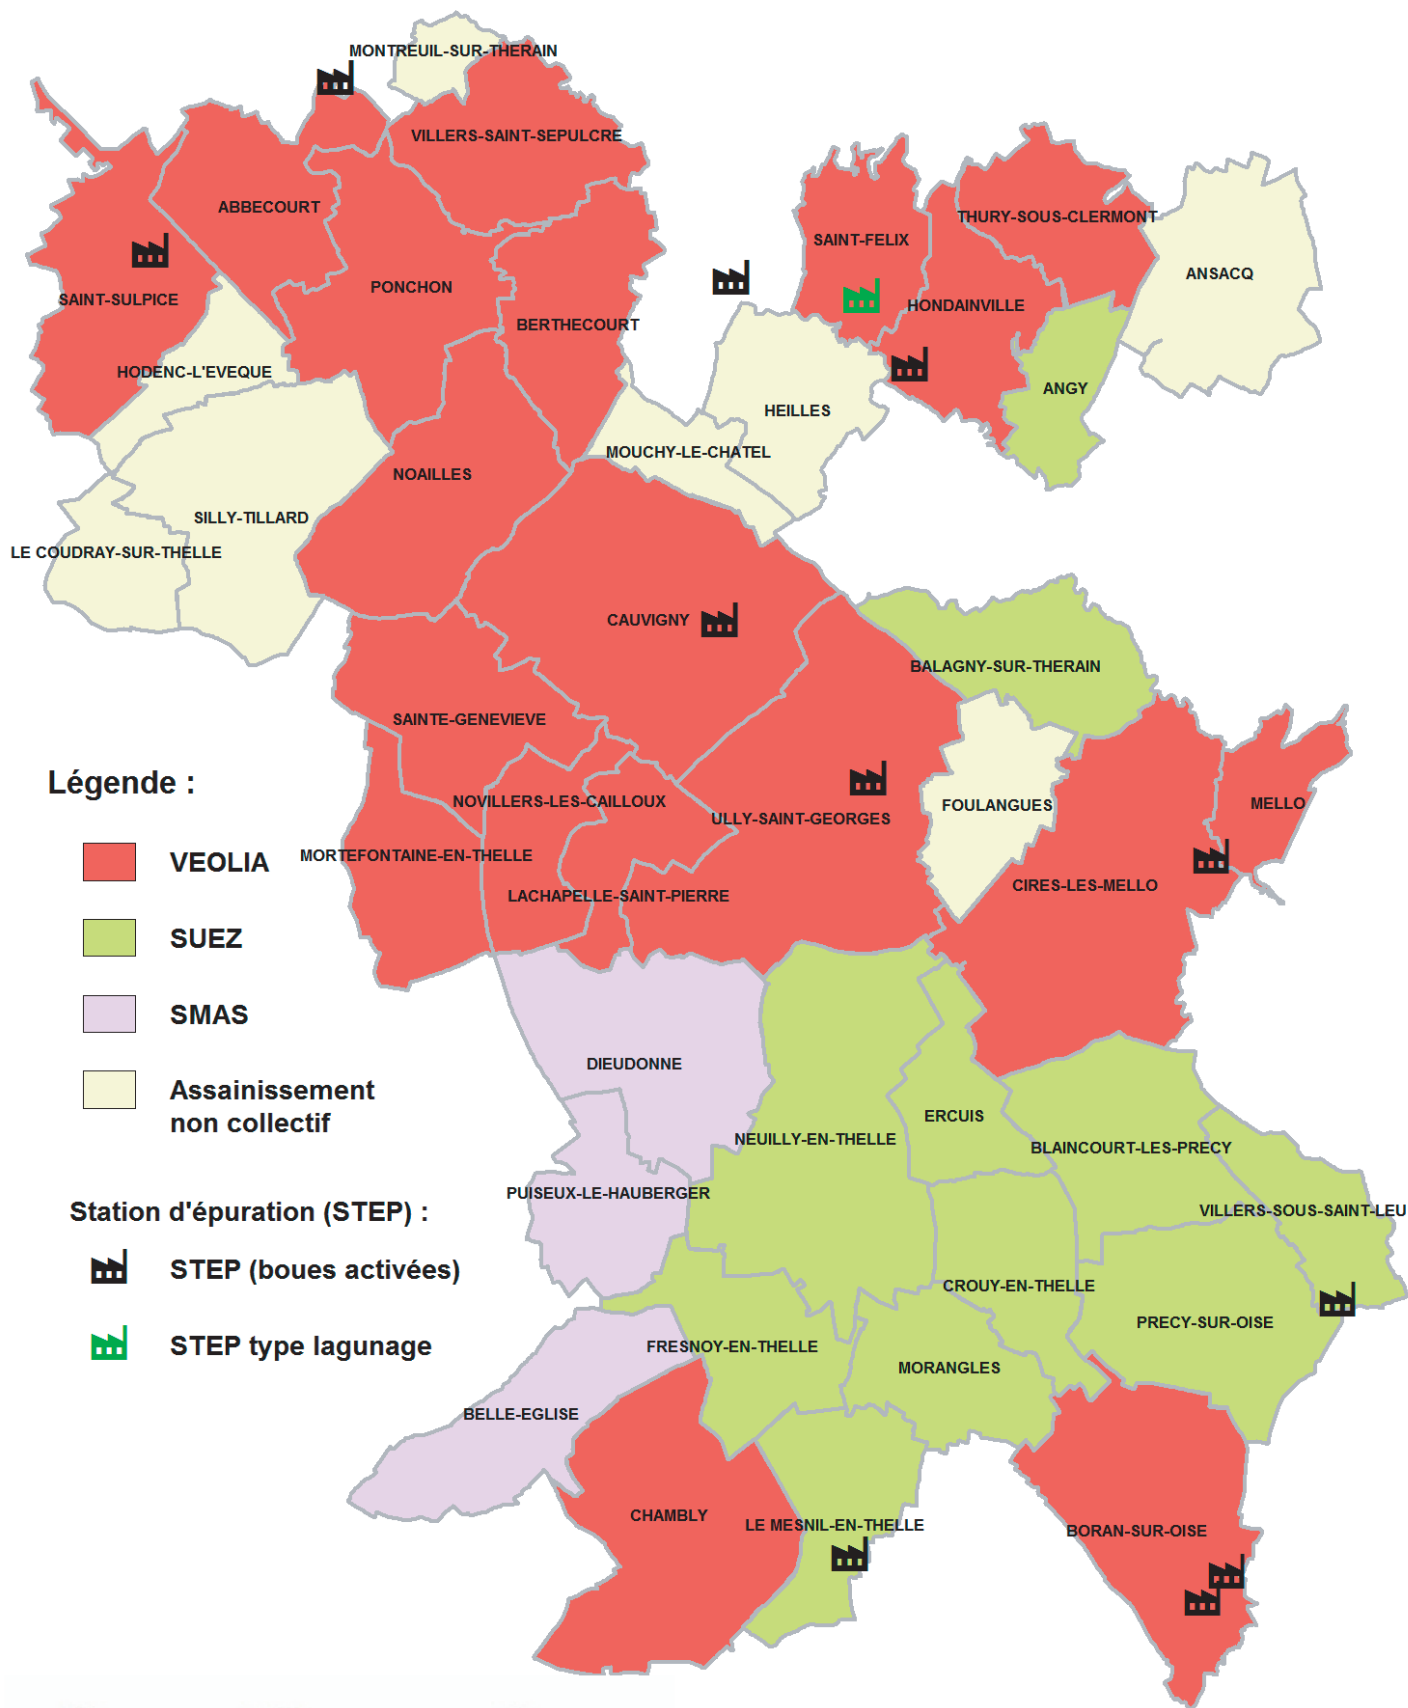 MONTREUIL-SUR-THERAIN
VILLERS-SAINT-SEPULCRE
ABBECOURT
THURY-SOUS-CLERMONT
SAINT-FELIX
ANSACQ
PONCHON
SAINT-SULPICE
HONDAINVILLE
BERTHECOURT
HODENC-L'EVEQUE
ANGY
HEILLES
MOUCHY-LE-CHATEL
NOAILLES
SILLY-TILLARD
LE COUDRAY-SUR-THELLE
CAUVIGNY
BALAGNY-SUR-THERAIN
SAINTE-GENEVIEVE
NOVILLERS-LES-CAILLOUX
FOULANGUES
MELLO
ULLY-SAINT-GEORGES
MORTEFONTAINE-EN-THELLE
CIRES-LES-MELLO
LACHAPELLE-SAINT-PIERRE
Légende :
VEOLIA
SUEZ
SMAS
Assainissement
non collectif
Station d'épuration (STEP) :
STEP (boues activées)
STEP type lagunage
DIEUDONNE
ERCUIS
NEUILLY-EN-THELLE
BLAINCOURT-LES-PRECY
PUISEUX-LE-HAUBERGER
VILLERS-SOUS-SAINT-LEU
CROUY-EN-THELLE
PRECY-SUR-OISE
FRESNOY-EN-THELLE
MORANGLES
BELLE-EGLISE
CHAMBLY
LE MESNIL-EN-THELLE
BORAN-SUR-OISE